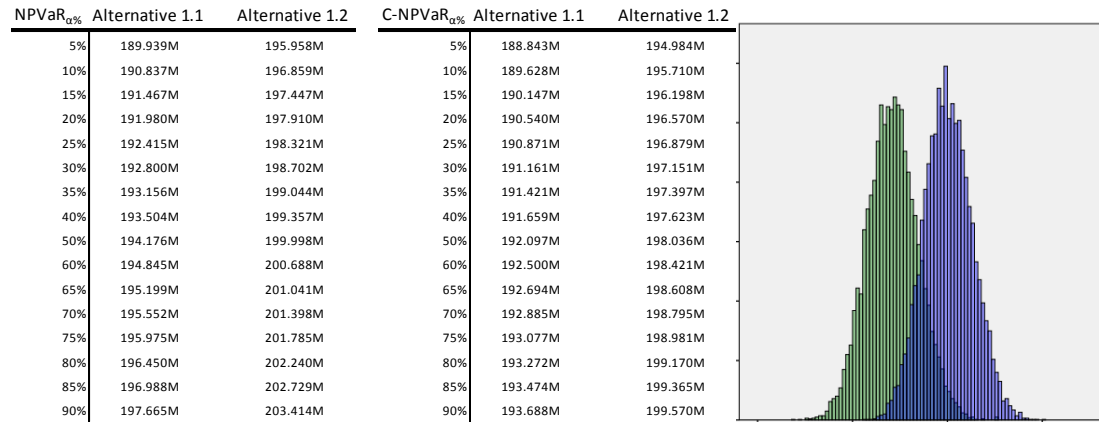 NPVaRα% Alternative 1.1 Alternative 1.2
5% 189.939M 195.958M
10% 190.837M 196.859M
15% 191.467M 197.447M
20% 191.980M 197.910M
25% 192.415M 198.321M
30% 192.800M 198.702M
35% 193.156M 199.044M
40% 193.504M 199.357M
50% 194.176M 199.998M
60% 194.845M 200.688M
65% 195.199M 201.041M
70% 195.552M 201.398M
75% 195.975M 201.785M
80% 196.450M 202.240M
85% 196.988M 202.729M
90% 197.665M 203.414M
C-NPVaRα% Alternative 1.1 Alternative 1.2
5% 188.843M 194.984M
10% 189.628M 195.710M
15% 190.147M 196.198M
20% 190.540M 196.570M
25% 190.871M 196.879M
30% 191.161M 197.151M
35% 191.421M 197.397M
40% 191.659M 197.623M
50% 192.097M 198.036M
60% 192.500M 198.421M
65% 192.694M 198.608M
70% 192.885M 198.795M
75% 193.077M 198.981M
80% 193.272M 199.170M
85% 193.474M 199.365M
90% 193.688M 199.570M